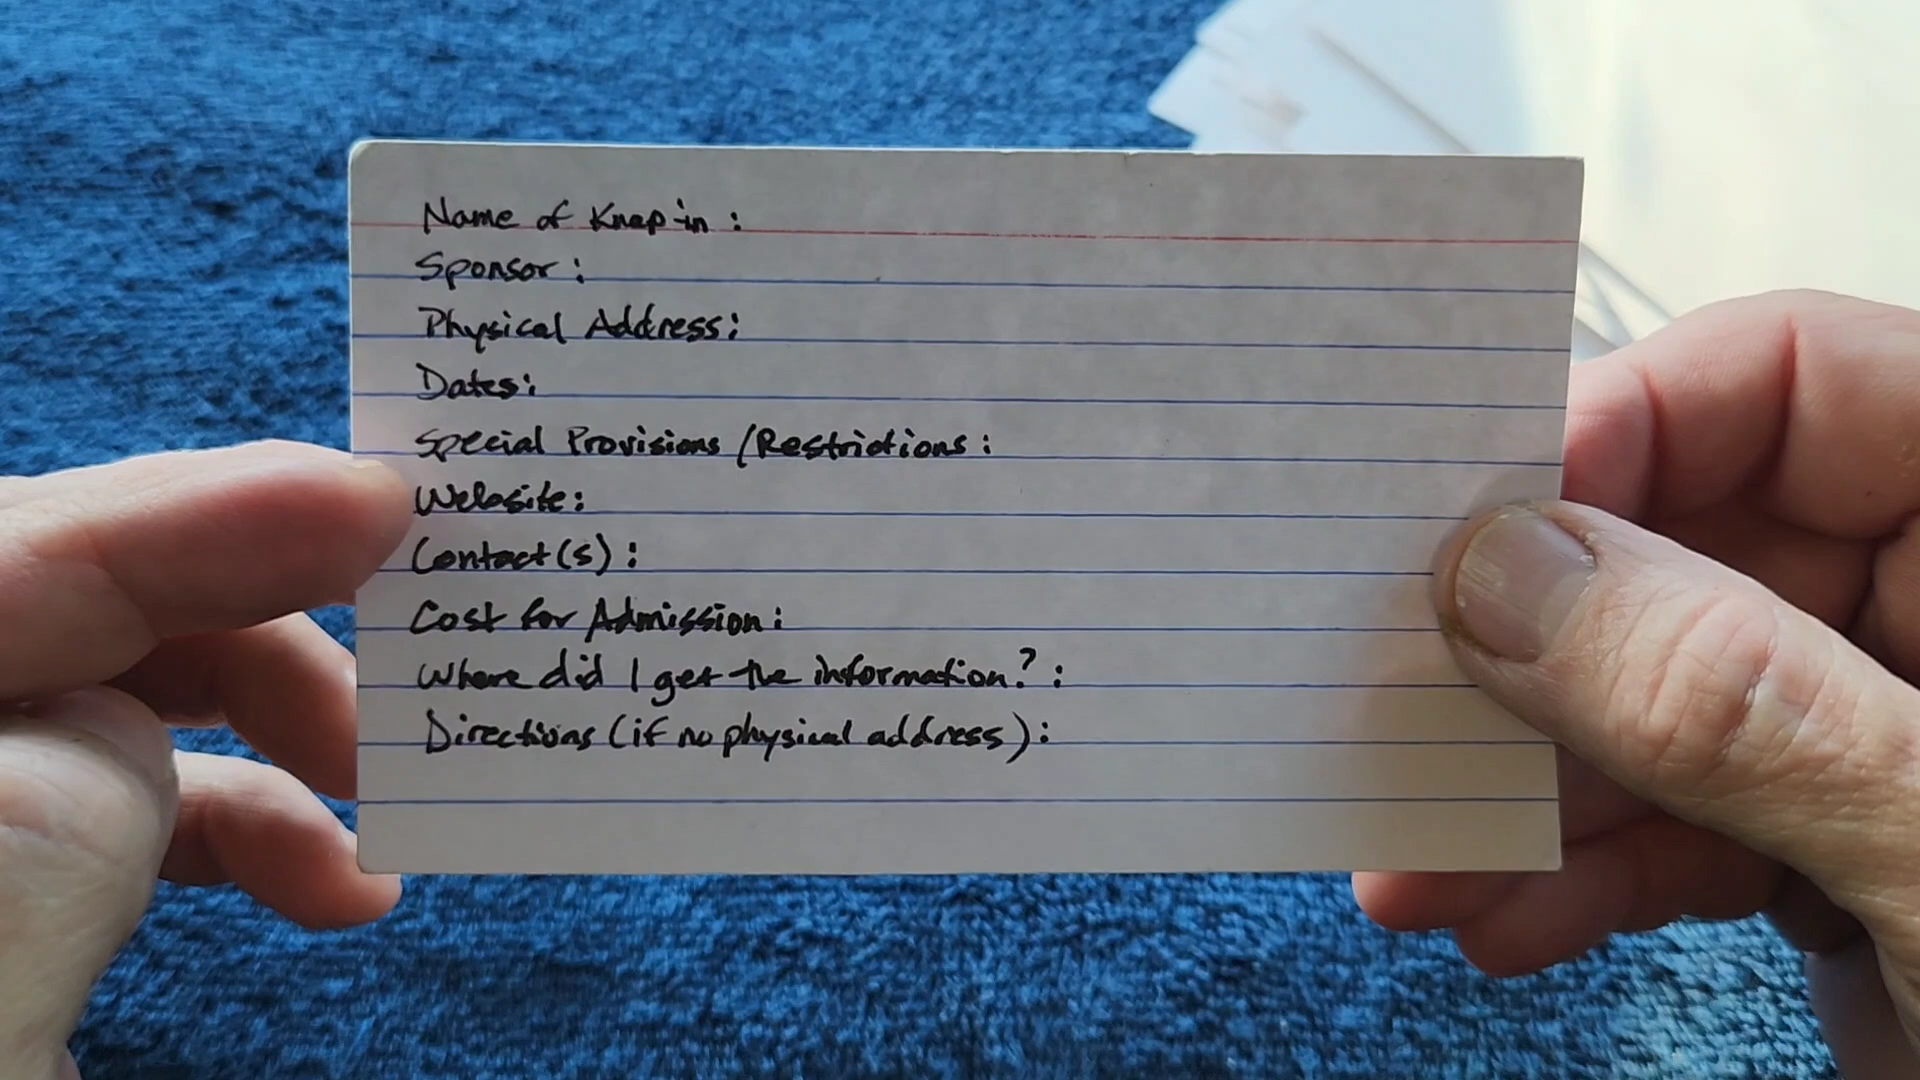 Name of Knap-in :
Sponsor :
Physical Address:
Dates:
Special Provisions /Restrictions :
Website:
Contact(s) :
Cost for Admission:
Where did I get the information? :
Directions (if no physical address) :